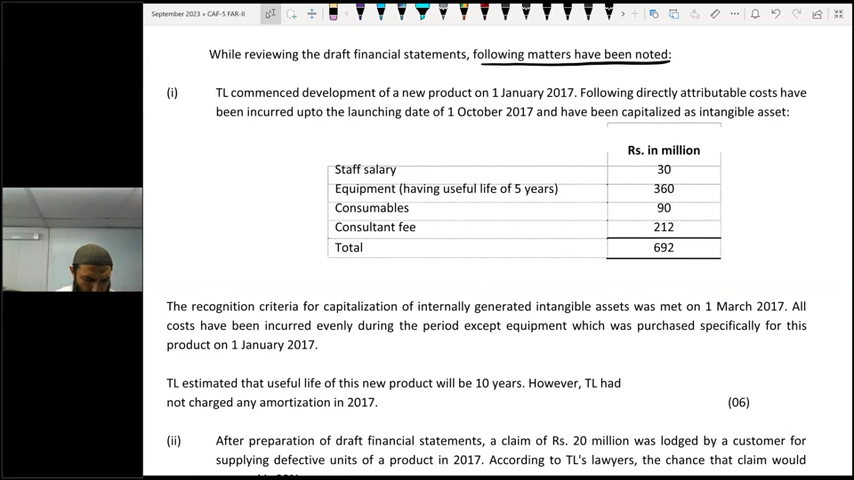 September 2023 » CAF-5 FAR-II
While reviewing the draft financial statements, following matters have been noted:
(i) TL commenced development of a new product on 1 January 2017. Following directly attributable costs have
been incurred upto the launching date of 1 October 2017 and have been capitalized as intangible asset:
Rs. in million
Staff salary 30
Equipment (having useful life of 5 years) 360
Consumables 90
Consultant fee 212
Total 692
The recognition criteria for capitalization of internally generated intangible assets was met on 1 March 2017. All
costs have been incurred evenly during the period except equipment which was purchased specifically for this
product on 1 January 2017.
TL estimated that useful life of this new product will be 10 years. However, TL had
not charged any amortization in 2017. (06)
(ii) After preparation of draft financial statements, a claim of Rs. 20 million was lodged by a customer for
supplying defective units of a product in 2017. According to TL's lawyers, the chance that claim would